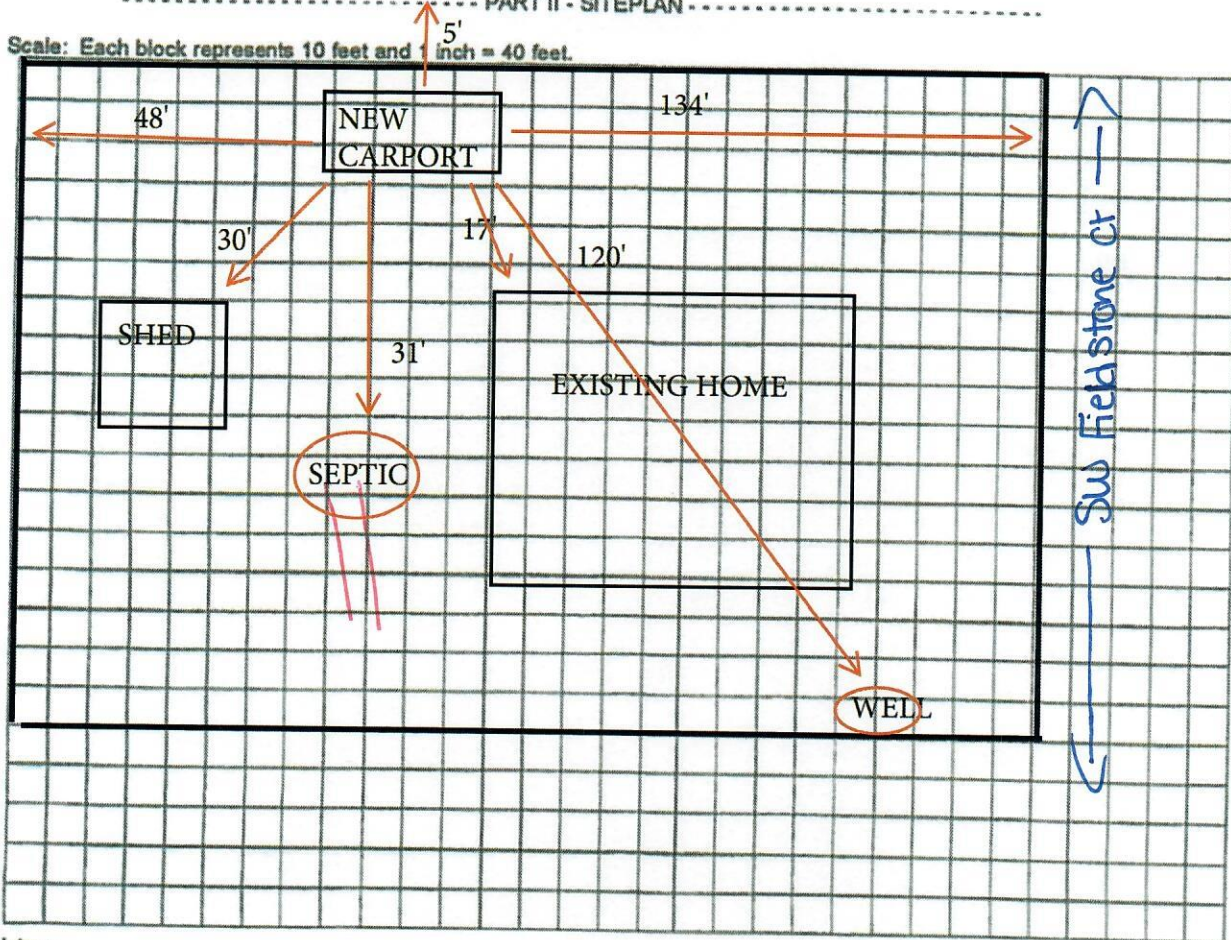 PART II - SITEPLAN
Scale: Each block represents 10 feet and 1 inch = 40 feet.
5'
48'
NEW
CARPORT
134'
30'
17'
120'
SHED
31'
EXISTING HOME
SEPTIC
WELL
SW Fieldstone Ct